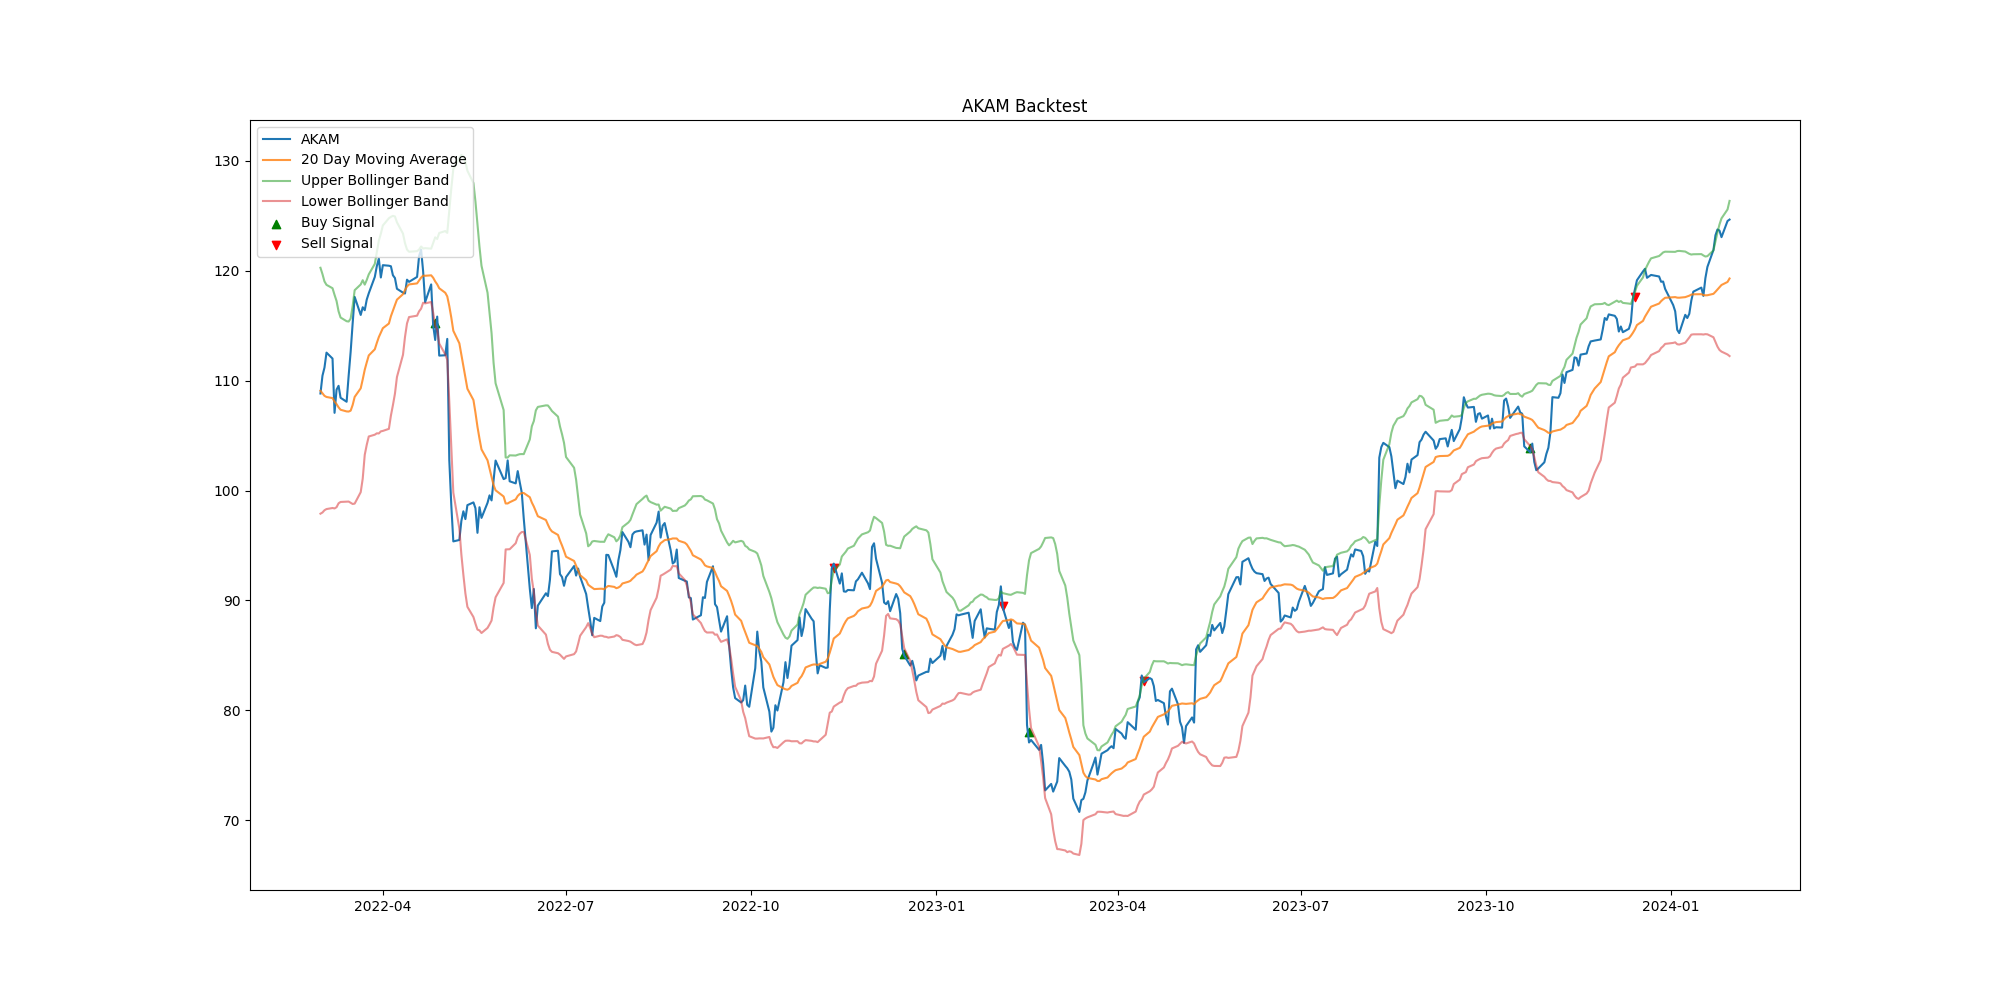 AKAM Backtest
AKAM
20 Day Moving Average
Upper Bollinger Band
Lower Bollinger Band
Buy Signal
Sell Signal
130
120
110
100
90
80
70
2022-04 2022-07 2022-10 2023-01 2023-04 2023-07 2023-10 2024-01